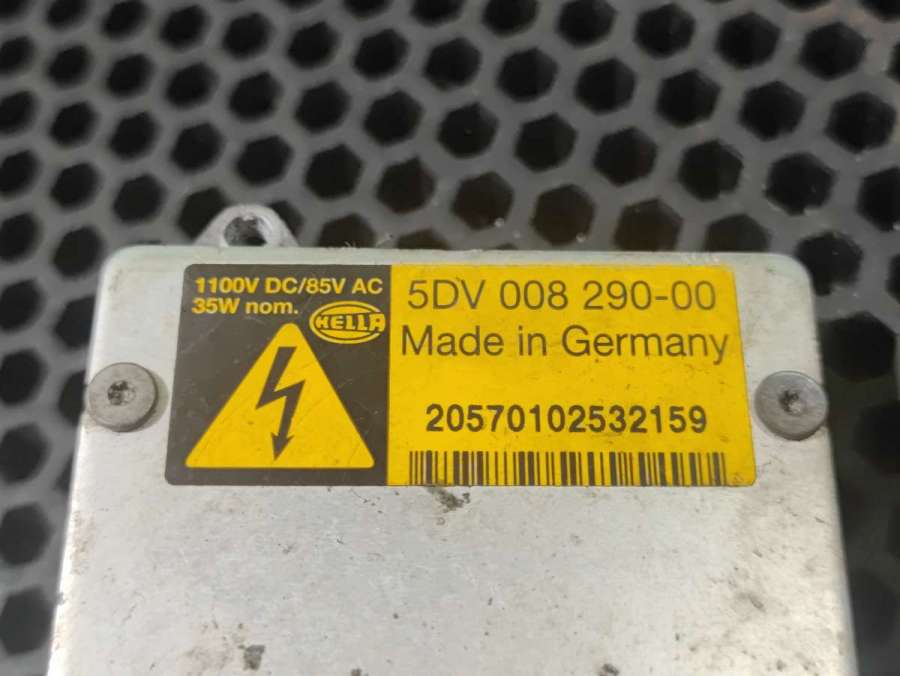 1100V DC/85V AC
35W nom.
HELLA
5DV 008 290-00
Made in Germany
20570102532159